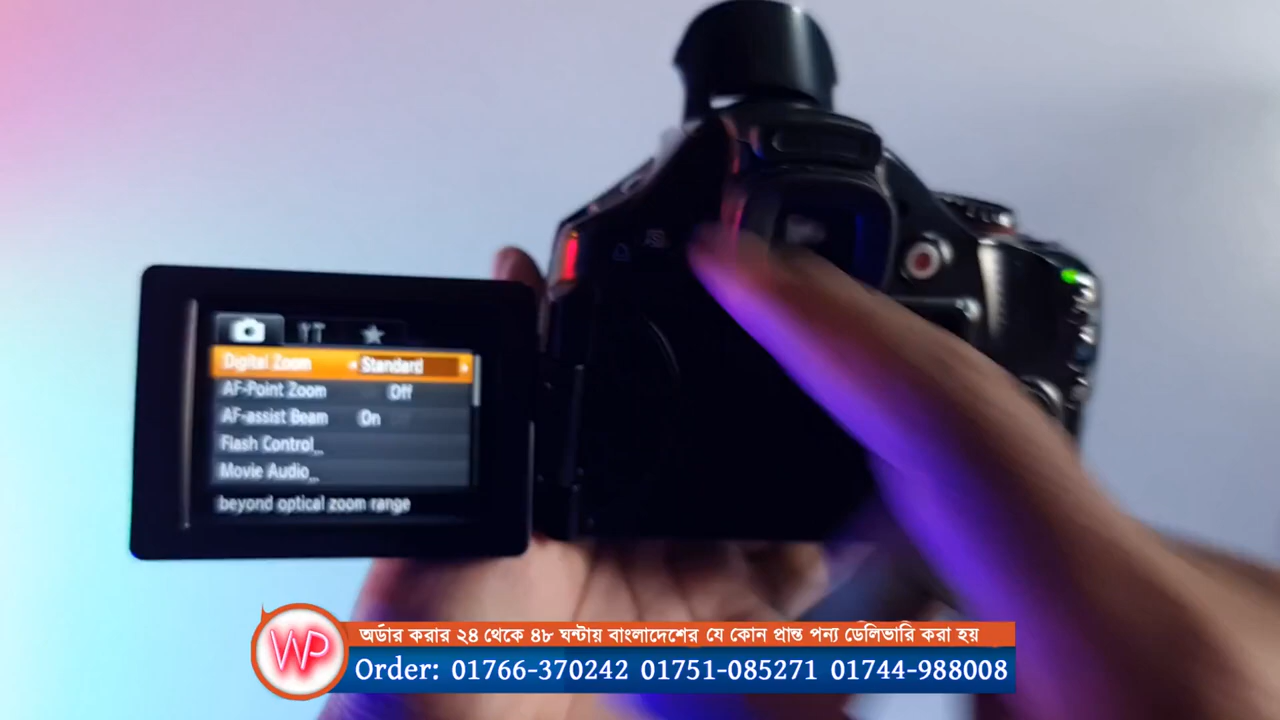 Digital Zoom Standard
AF-Point Zoom Off
AF-assist Beam On
Flash Control...
Movie Audio...
beyond optical zoom range
WP
অর্ডার করার ২৪ থেকে ৪৮ ঘন্টায় বাংলাদেশের যে কোন প্রান্ত পন্য ডেলিভারি করা হয়
Order: 01766-370242 01751-085271 01744-988008